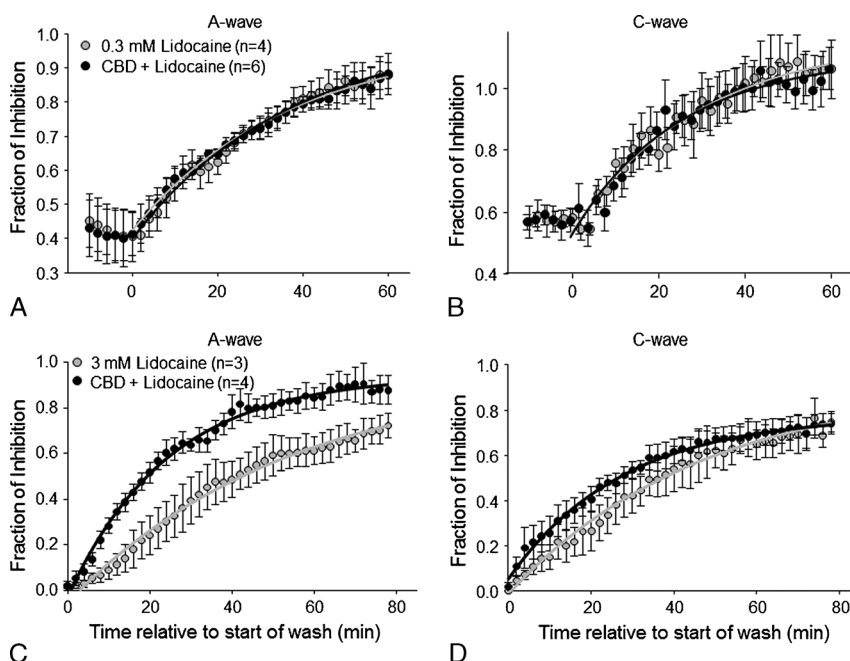 A-wave
0.3 mM Lidocaine (n=4)
CBD + Lidocaine (n=6)
Fraction of Inhibition
1.0
0.9
0.8
0.7
0.6
0.5
0.4
0.3
0
20
40
60
A
C-wave
Fraction of Inhibition
1.0
0.8
0.6
0.4
0
20
40
60
B
A-wave
3 mM Lidocaine (n=3)
CBD + Lidocaine (n=4)
Fraction of Inhibition
1.0
0.8
0.6
0.4
0.2
0.0
0
20
40
60
80
Time relative to start of wash (min)
C
C-wave
Fraction of Inhibition
1.0
0.8
0.6
0.4
0.2
0.0
0
20
40
60
80
Time relative to start of wash (min)
D